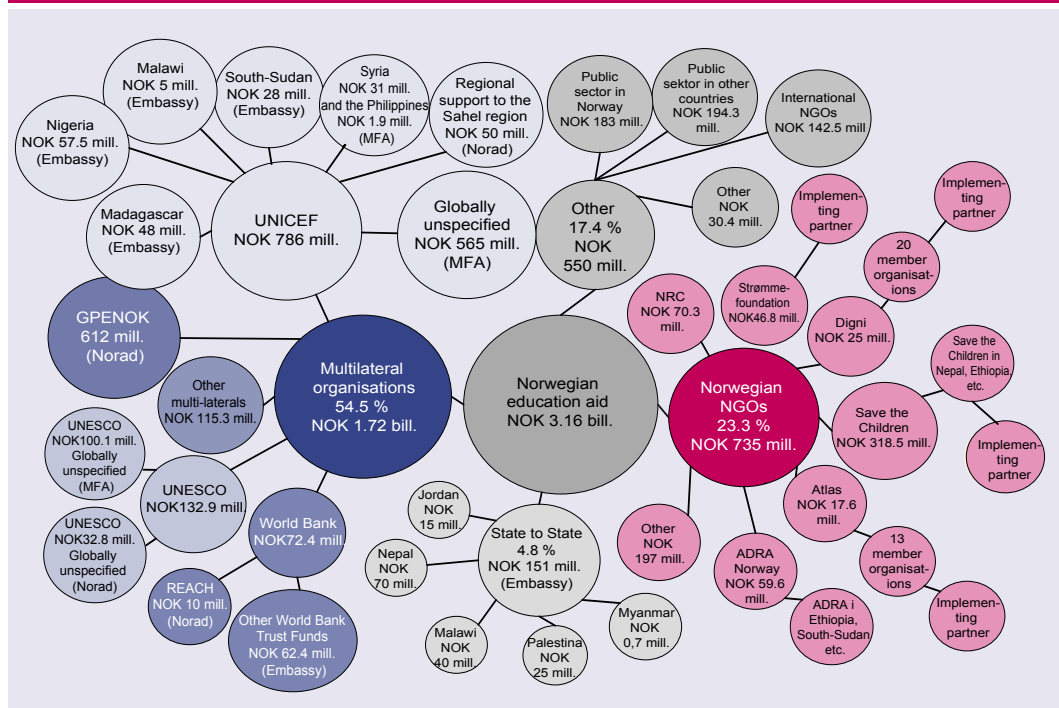 Malawi
NOK 5 mill.
(Embassy)
South-Sudan
NOK 28 mill.
(Embassy)
Syria
NOK 31 mill.
and the Philippines
NOK 1.9 mill.
(MFA)
Regional
support to the
Sahel region
NOK 50 mill.
(Norad)
Public
sector in
Norway
NOK 183 mill.
Public
sektor in other
countries
NOK 194.3
mill.
International
NGOs
NOK 142.5 mill
Nigeria
NOK 57.5 mill.
(Embassy)
Madagascar
NOK 48 mill.
(Embassy)
UNICEF
NOK 786 mill.
Globally
unspecified
NOK 565 mill.
(MFA)
Other
17.4 %
NOK
550 mill.
Other
NOK
30.4 mill.
Implemen-
ting
partner
Implemen-
ting
partner
20
member
organisat-
ions
GPENOK
612 mill.
(Norad)
Multilateral
organisations
54.5 %
NOK 1.72 bill.
Norwegian
education aid
NOK 3.16 bill.
NRC
NOK 70.3
mill.
Strømme-
foundation
NOK46.8 mill.
Digni
NOK 25 mill.
Norwegian
NGOs
23.3 %
NOK 735 mill.
Save the
Children in
Nepal, Ethiopia,
etc.
Save the
Children
NOK 318.5 mill.
Implemen-
ting
partner
Other
multi-laterals
NOK 115.3 mill.
UNESCO
NOK100.1 mill.
Globally
unspecified
(MFA)
UNESCO
NOK132.9 mill.
UNESCO
NOK32.8 mill.
Globally
unspecified
(Norad)
World Bank
NOK72.4 mill.
REACH
NOK 10 mill.
(Norad)
Other World Bank
Trust Funds
NOK 62.4 mill.
(Embassy)
Jordan
NOK
15 mill.
Nepal
NOK
70 mill.
State to State
4.8 %
NOK 151 mill.
(Embassy)
Malawi
NOK
40 mill.
Palestina
NOK
25 mill.
Myanmar
NOK
0,7 mill.
Other
NOK
197 mill.
ADRA
Norway
NOK 59.6
mill.
Atlas
NOK 17.6
mill.
13
member
organisations
ADRA i
Ethiopia,
South-Sudan
etc.
Implemen-
ting
partner